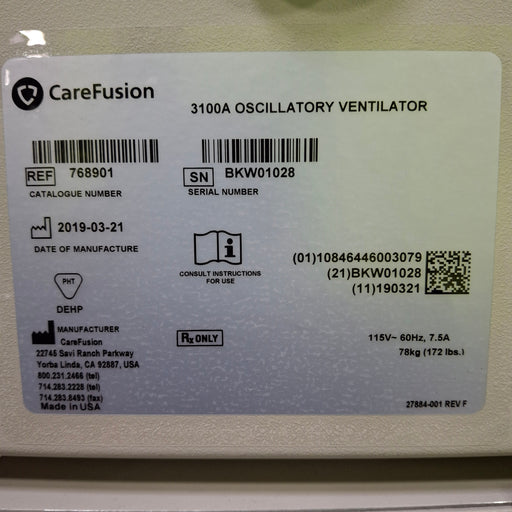 CareFusion
3100A OSCILLATORY VENTILATOR
REF 768901
CATALOGUE NUMBER
SN BKW01028
SERIAL NUMBER
2019-03-21
DATE OF MANUFACTURE
PHT
DEHP
CONSULT INSTRUCTIONS
FOR USE
(01)10846446003079
(21)BKW01028
(11)190321
MANUFACTURER
CareFusion
22745 Savi Ranch Parkway
Yorba Linda, CA 92887, USA
800.231.2466 (tel)
714.283.2228 (tel)
714.283.8493 (fax)
Made in USA
Rx ONLY
115V~ 60Hz, 7.5A
78kg (172 lbs.)
27884-001 REV F